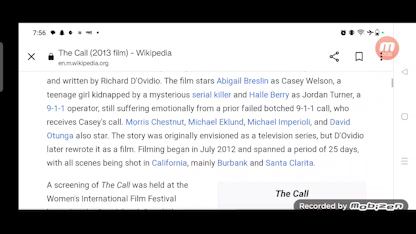 7:56
The Call (2013 film) - Wikipedia
en.m.wikipedia.org
and written by Richard D'Ovidio. The film stars Abigail Breslin as Casey Welson, a
teenage girl kidnapped by a mysterious serial killer and Halle Berry as Jordan Turner, a
9-1-1 operator, still suffering emotionally from a prior failed botched 9-1-1 call, who
receives Casey's call. Morris Chestnut, Michael Eklund, Michael Imperioli, and David
Otunga also star. The story was originally envisioned as a television series, but D'Ovidio
later rewrote it as a film. Filming began in July 2012 and spanned a period of 25 days,
with all scenes being shot in California, mainly Burbank and Santa Clarita.
A screening of The Call was held at the
Women's International Film Festival
The Call
Recorded by Mobizen